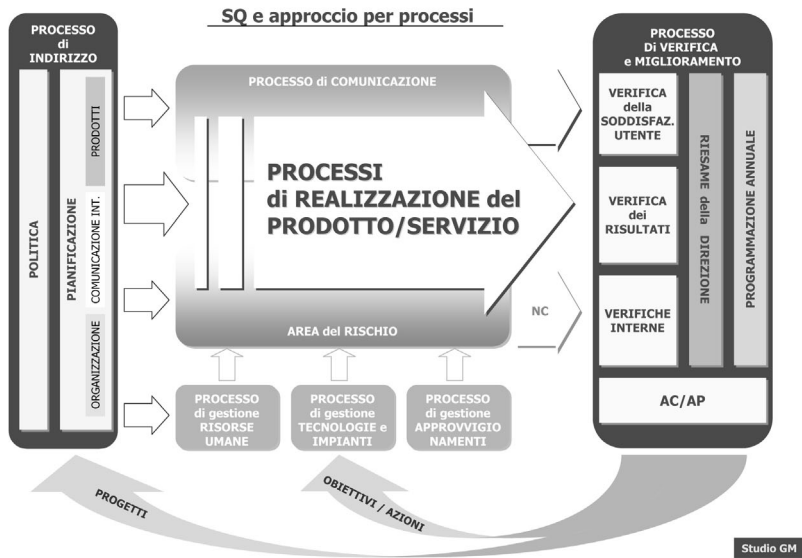 SQ e approccio per processi
PROCESSO
di
INDIRIZZO
POLITICA
PIANIFICAZIONE
PRODOTTI
COMUNICAZIONE INT.
ORGANIZZAZIONE
PROCESSO di COMUNICAZIONE
PROCESSI
di REALIZZAZIONE del
PRODOTTO/SERVIZIO
AREA del RISCHIO
NC
PROCESSO
di gestione
RISORSE
UMANE
PROCESSO
di gestione
TECNOLOGIE e
IMPIANTI
PROCESSO
di gestione
APPROVVIGIO
NAMENTI
PROCESSO
Di VERIFICA
e MIGLIORAMENTO
VERIFICA
della
SODDISFAZ.
UTENTE
VERIFICA
dei
RISULTATI
VERIFICHE
INTERNE
RIESAME della DIREZIONE
PROGRAMMAZIONE ANNUALE
AC/AP
PROGETTI
OBIETTIVI / AZIONI
Studio GM